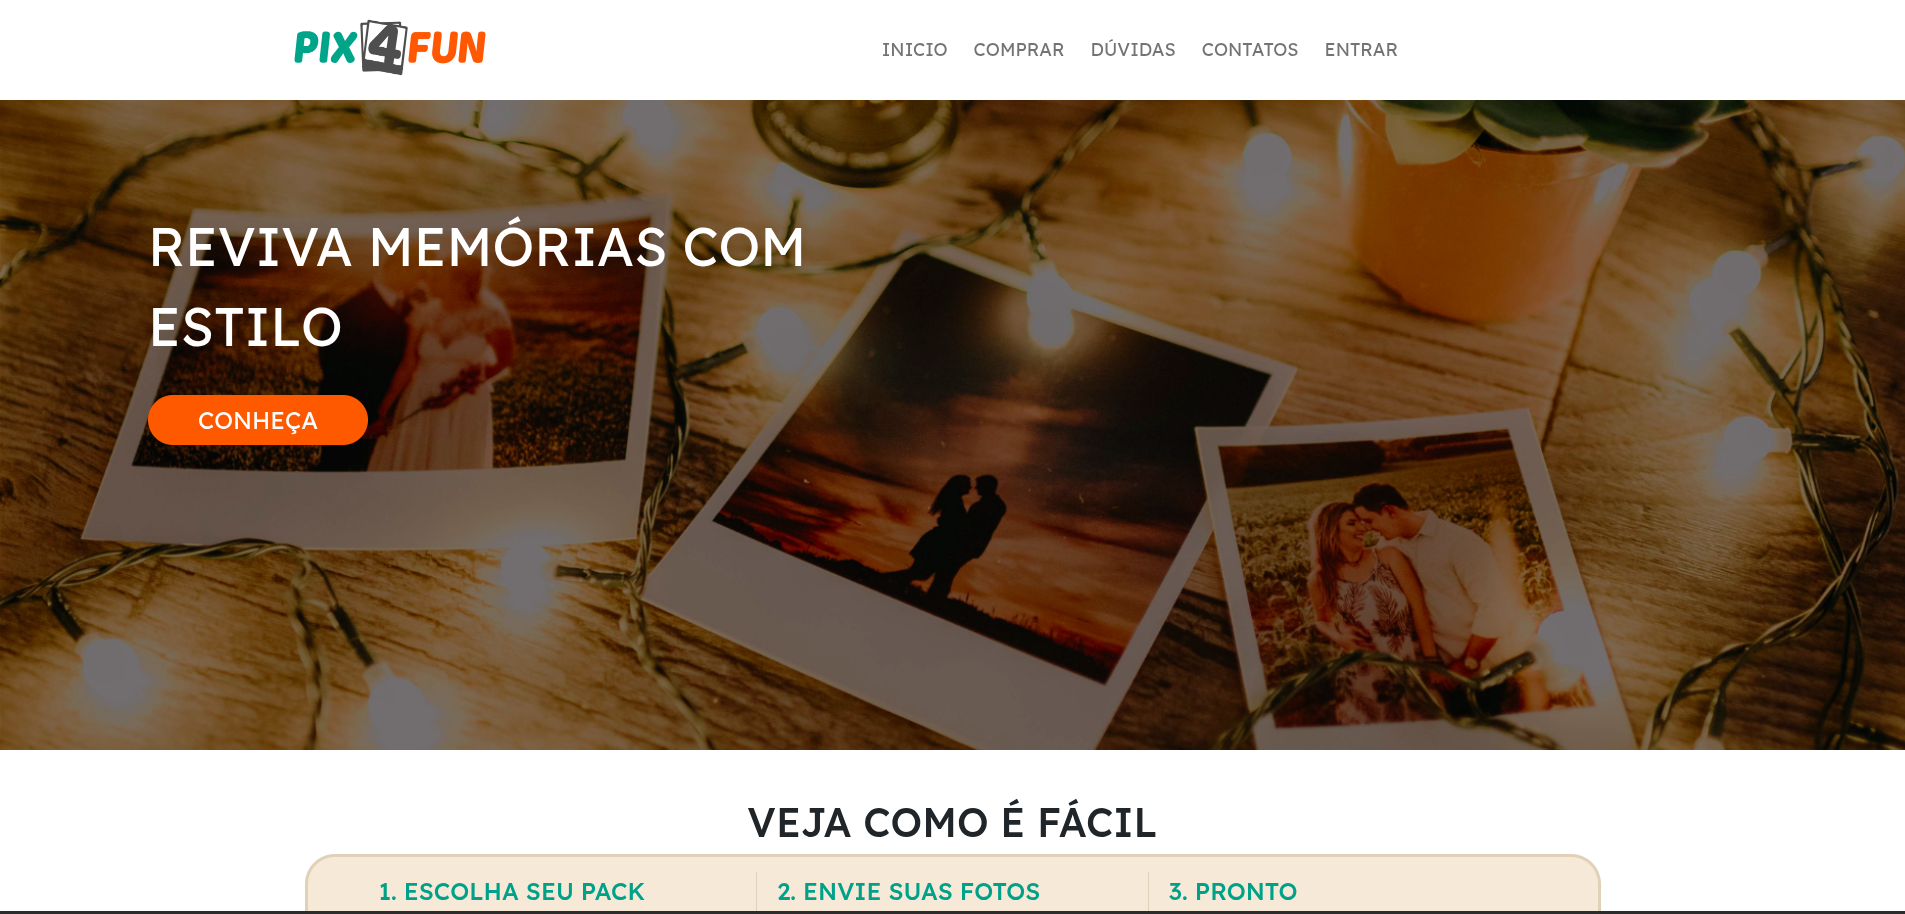 PIX4FUN
INICIO COMPRAR DÚVIDAS CONTATOS ENTRAR
REVIVA MEMÓRIAS COM
ESTILO
CONHEÇA
VEJA COMO É FÁCIL
1. ESCOLHA SEU PACK
2. ENVIE SUAS FOTOS
3. PRONTO